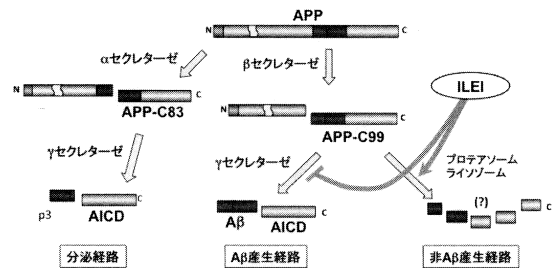 APP
N
C
αセクレターゼ
βセクレターゼ
N
C
APP-C83
N
C
APP-C99
ILEI
γセクレターゼ
γセクレターゼ
プロテアソーム
ライソゾーム
p3
C
AICD
Aβ
C
AICD
(?)
C
分泌経路
Aβ産生経路
非Aβ産生経路